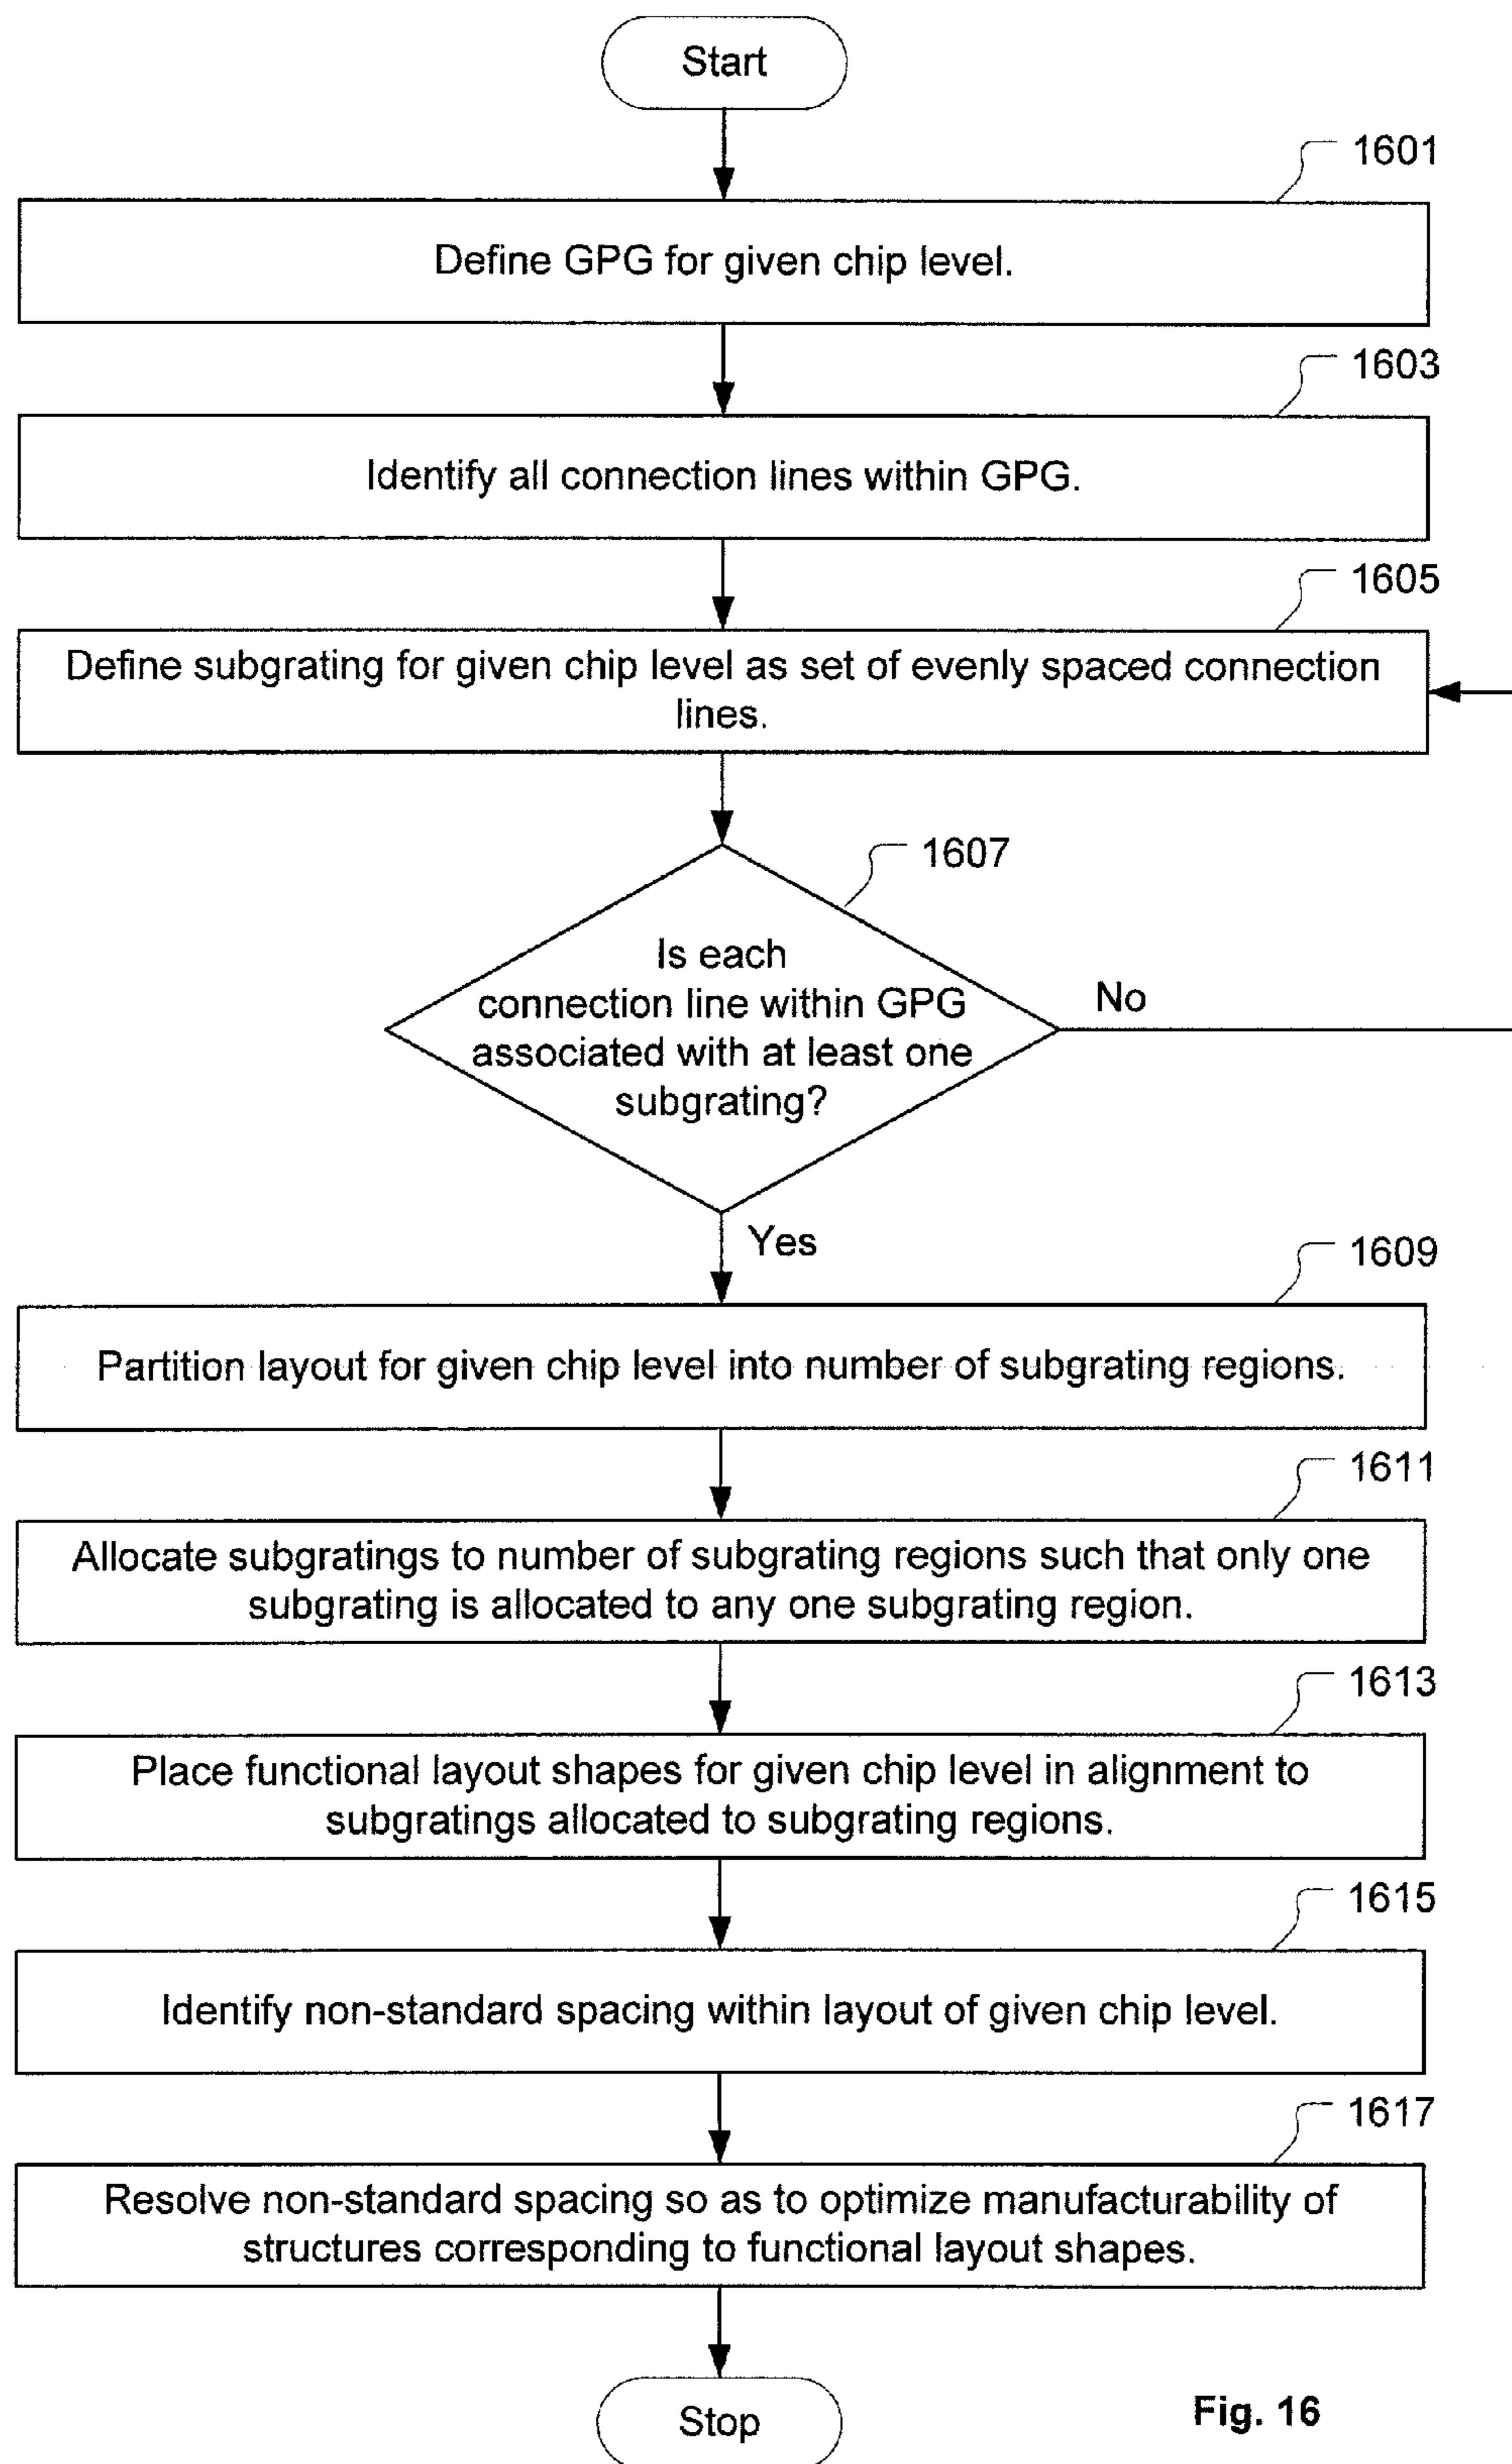 Start
1601
Define GPG for given chip level.
1603
Identify all connection lines within GPG.
1605
Define subgrating for given chip level as set of evenly spaced connection
lines.
1607
Is each
connection line within GPG
associated with at least one
subgrating?
No
Yes
1609
Partition layout for given chip level into number of subgrating regions.
1611
Allocate subgratings to number of subgrating regions such that only one
subgrating is allocated to any one subgrating region.
1613
Place functional layout shapes for given chip level in alignment to
subgratings allocated to subgrating regions.
1615
Identify non-standard spacing within layout of given chip level.
1617
Resolve non-standard spacing so as to optimize manufacturability of
structures corresponding to functional layout shapes.
Stop
Fig. 16